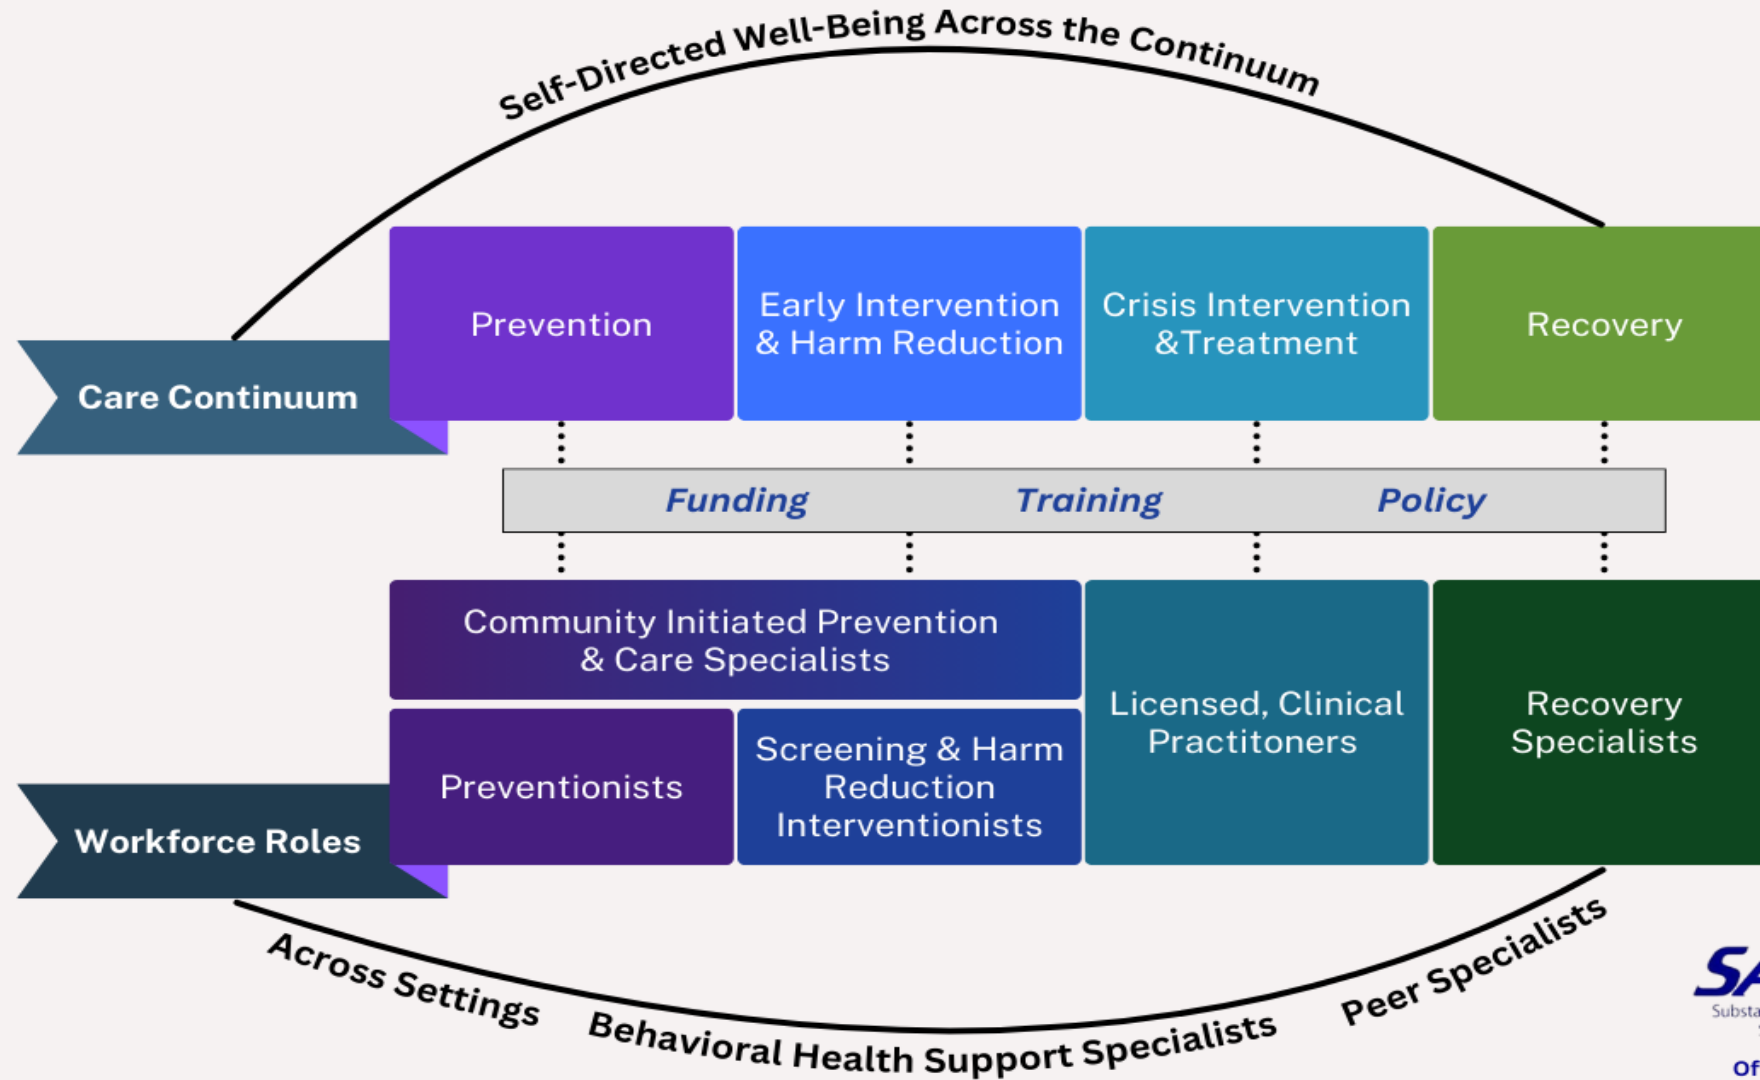 Self-Directed Well-Being Across the Continuum
Care Continuum
Prevention
Early Intervention
& Harm Reduction
Crisis Intervention
&Treatment
Recovery
Funding
Training
Policy
Workforce Roles
Community Initiated Prevention
& Care Specialists
Preventionists
Screening & Harm
Reduction
Interventionists
Licensed, Clinical
Practitoners
Recovery
Specialists
Across Settings
Behavioral Health Support Specialists
Peer Specialists